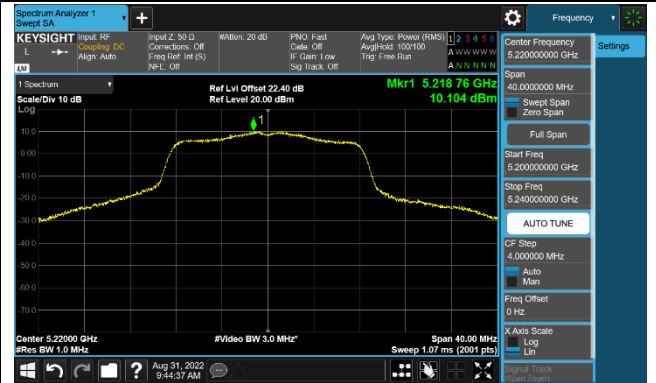 Spectrum Analyzer 1
Swept SA
Frequency
KEYSIGHT
L
LXI
Input: RF
Coupling: DC
Align: Auto
Input Z: 50 Ω
Corrections: Off
Freq Ref: Int (S)
NFE: Off
#Atten: 20 dB
PNO: Fast
Gate: Off
IF Gain: Low
Sig Track: Off
Avg Type: Power (RMS)
Avg|Hold: 100/100
Trig: Free Run
1 2 3 4 5 6
A W W W W W
A N N N N N
1 Spectrum
Scale/Div 10 dB
Log
Ref Lvl Offset 22.40 dB
Ref Level 20.00 dBm
Mkr1 5.218 76 GHz
10.104 dBm
1
10.0
0.00
-10.0
-20.0
-30.0
-40.0
-50.0
-60.0
-70.0
Center 5.22000 GHz
#Res BW 1.0 MHz
#Video BW 3.0 MHz*
Span 40.00 MHz
Sweep 1.07 ms (2001 pts)
Aug 31, 2022
9:44:37 AM
Center Frequency
5.220000000 GHz
Settings
Span
40.0000000 MHz
Swept Span
Zero Span
Full Span
Start Freq
5.200000000 GHz
Stop Freq
5.240000000 GHz
AUTO TUNE
CF Step
4.000000 MHz
Auto
Man
Freq Offset
0 Hz
X Axis Scale
Log
Lin
Signal Track
(Span Zoom)